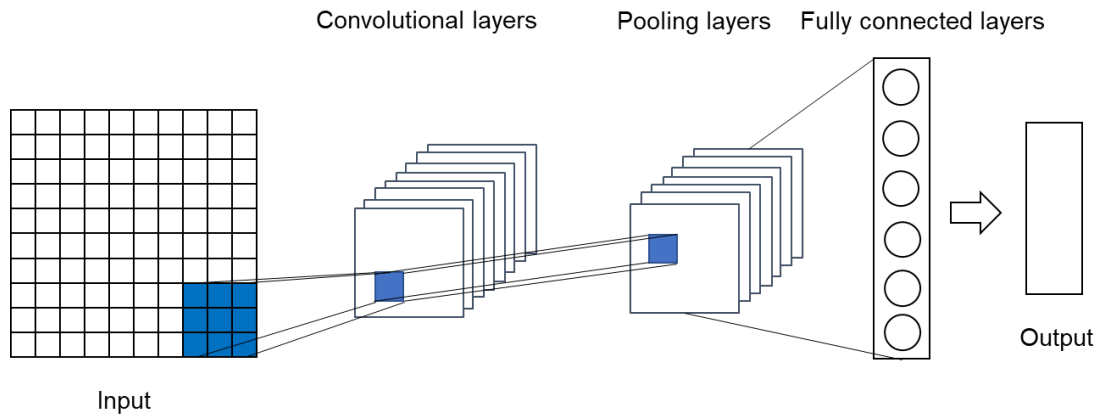 Convolutional layers
Pooling layers
Fully connected layers
Input
Output